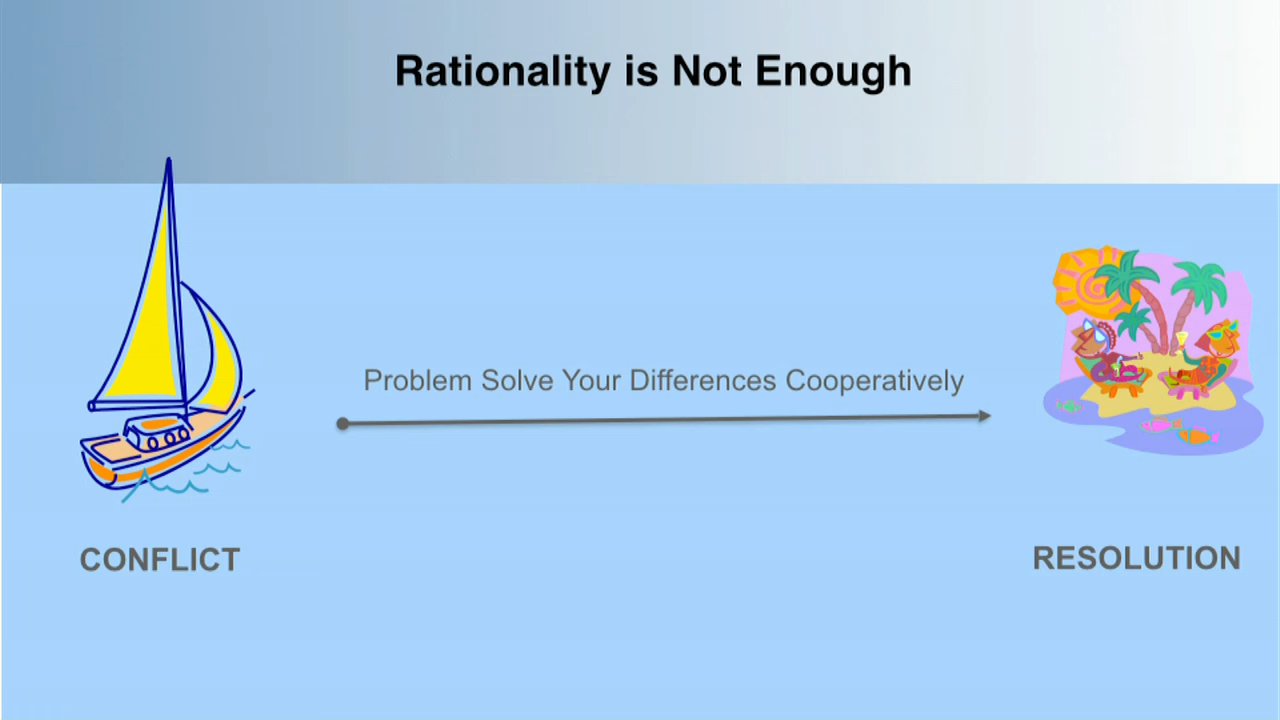 Rationality is Not Enough
Problem Solve Your Differences Cooperatively
CONFLICT
RESOLUTION